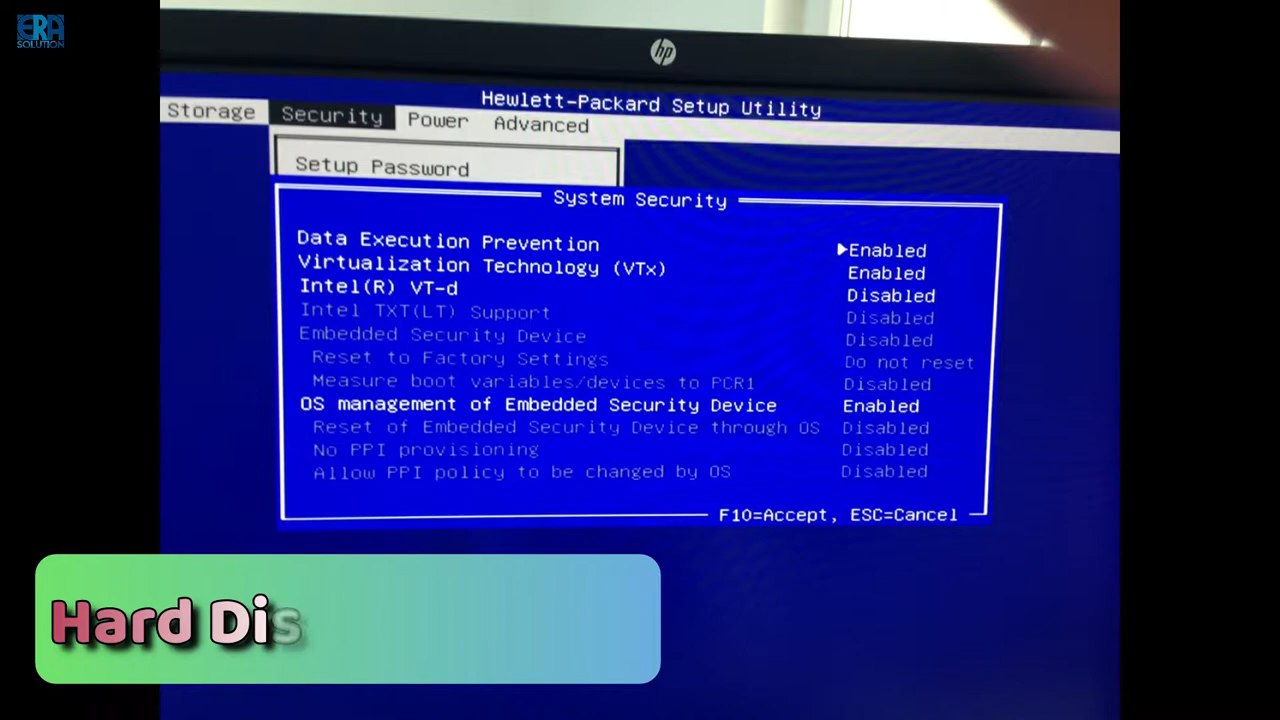 ERA
SOLUTION
hp
Hewlett-Packard Setup Utility
Storage Security Power Advanced
Setup Password
System Security
Data Execution Prevention ▶Enabled
Virtualization Technology (VTx) Enabled
Intel(R) VT-d Disabled
Intel TXT(LT) Support Disabled
Embedded Security Device Disabled
Reset to Factory Settings Do not reset
Measure boot variables/devices to PCR1 Disabled
OS management of Embedded Security Device Enabled
Reset of Embedded Security Device through OS Disabled
No PPI provisioning Disabled
Allow PPI policy to be changed by OS Disabled
F10=Accept, ESC=Cancel
Hard Dis